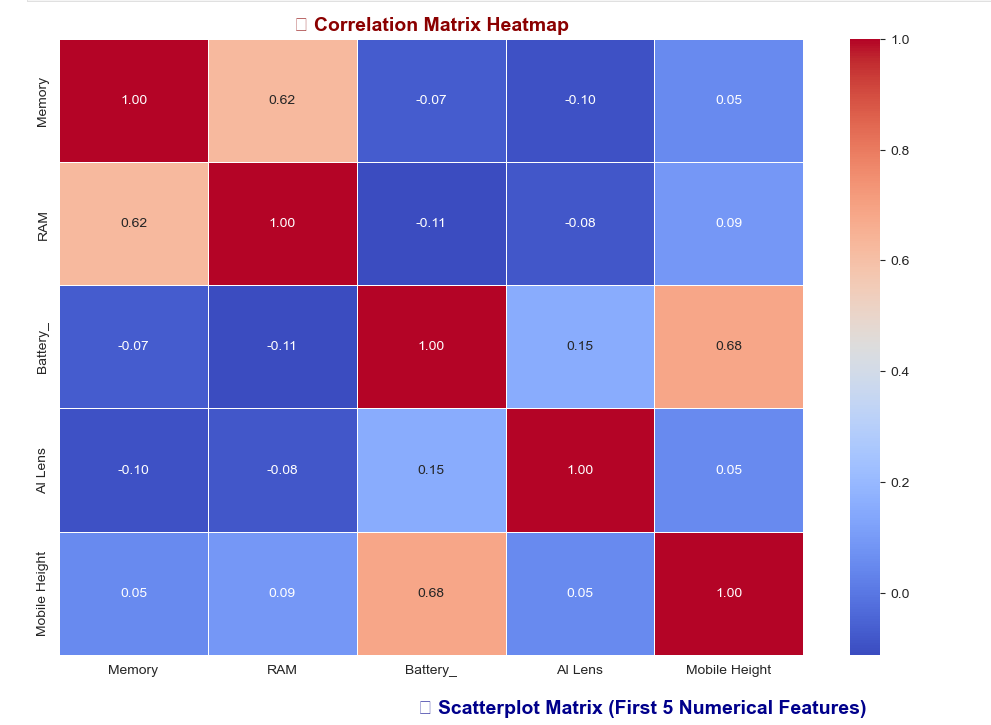 Correlation Matrix Heatmap
Memory 1.00 0.62 -0.07 -0.10 0.05
RAM 0.62 1.00 -0.11 -0.08 0.09
Battery_ -0.07 -0.11 1.00 0.15 0.68
AI Lens -0.10 -0.08 0.15 1.00 0.05
Mobile Height 0.05 0.09 0.68 0.05 1.00
Memory RAM Battery_ AI Lens Mobile Height
1.0
0.8
0.6
0.4
0.2
0.0
Scatterplot Matrix (First 5 Numerical Features)